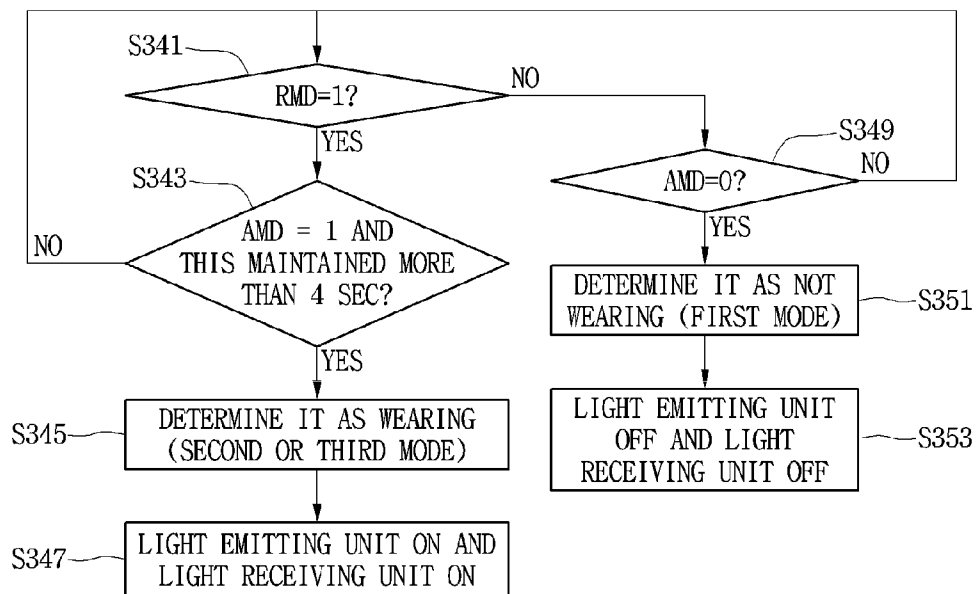 S341
RMD=1?
NO
YES
S343
AMD = 1 AND
THIS MAINTAINED MORE
THAN 4 SEC?
NO
YES
S345
DETERMINE IT AS WEARING
(SECOND OR THIRD MODE)
S347
LIGHT EMITTING UNIT ON AND
LIGHT RECEIVING UNIT ON
S349
AMD=0?
NO
YES
DETERMINE IT AS NOT
WEARING (FIRST MODE)
S351
LIGHT EMITTING UNIT
OFF AND LIGHT
RECEIVING UNIT OFF
S353